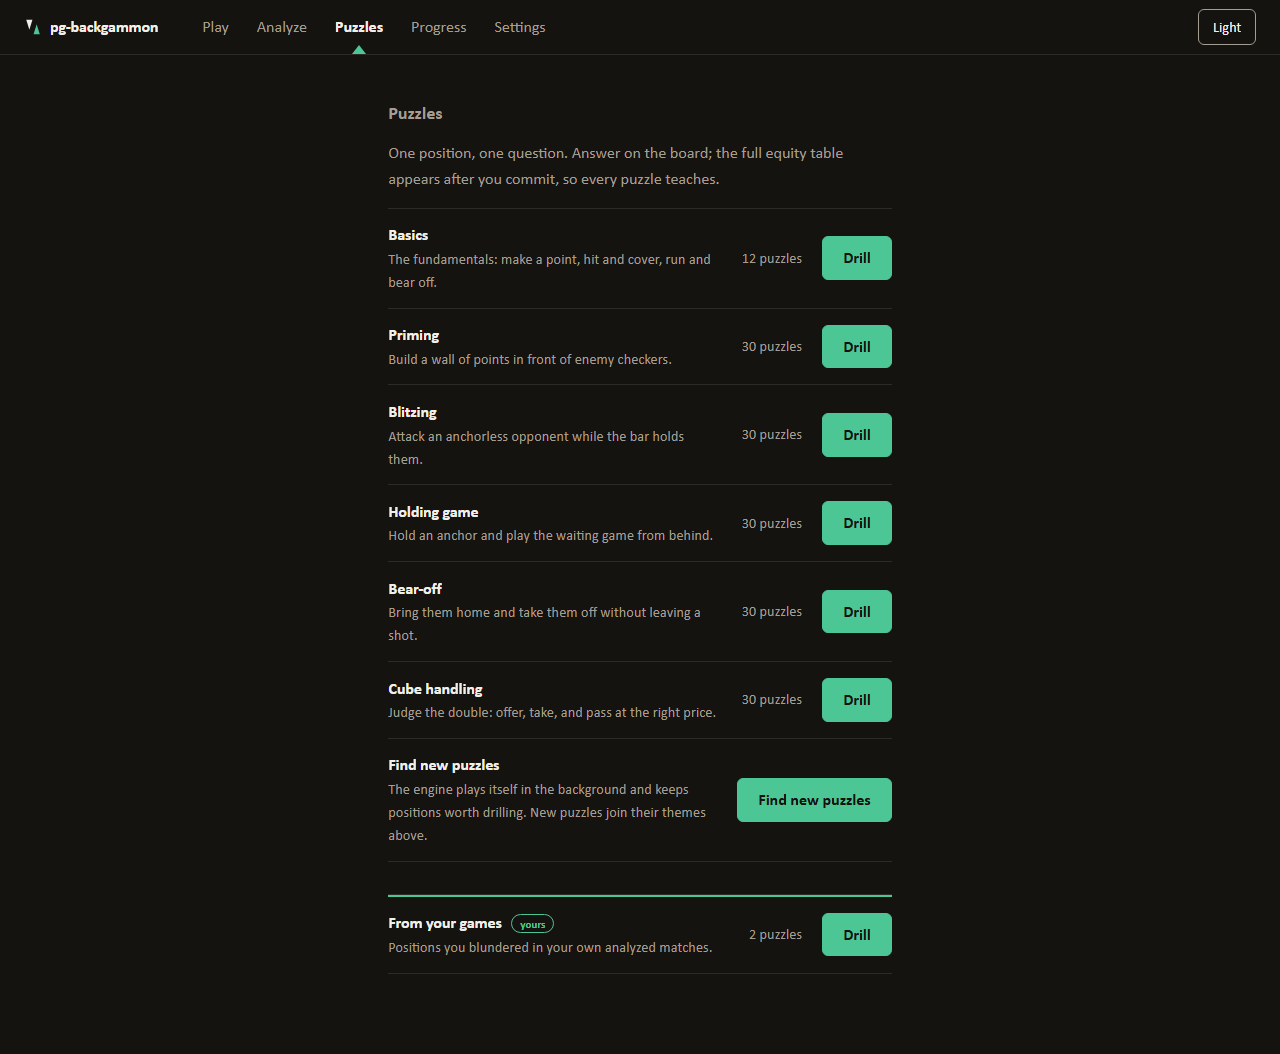 pg-backgammon Play Analyze Puzzles Progress Settings Light
Puzzles
One position, one question. Answer on the board; the full equity table
appears after you commit, so every puzzle teaches.
Basics
The fundamentals: make a point, hit and cover, run and
bear off.
12 puzzles Drill
Priming
Build a wall of points in front of enemy checkers.
30 puzzles Drill
Blitzing
Attack an anchorless opponent while the bar holds
them.
30 puzzles Drill
Holding game
Hold an anchor and play the waiting game from behind.
30 puzzles Drill
Bear-off
Bring them home and take them off without leaving a
shot.
30 puzzles Drill
Cube handling
Judge the double: offer, take, and pass at the right price.
30 puzzles Drill
Find new puzzles
The engine plays itself in the background and keeps
positions worth drilling. New puzzles join their themes
above.
Find new puzzles
From your games yours
Positions you blundered in your own analyzed matches.
2 puzzles Drill